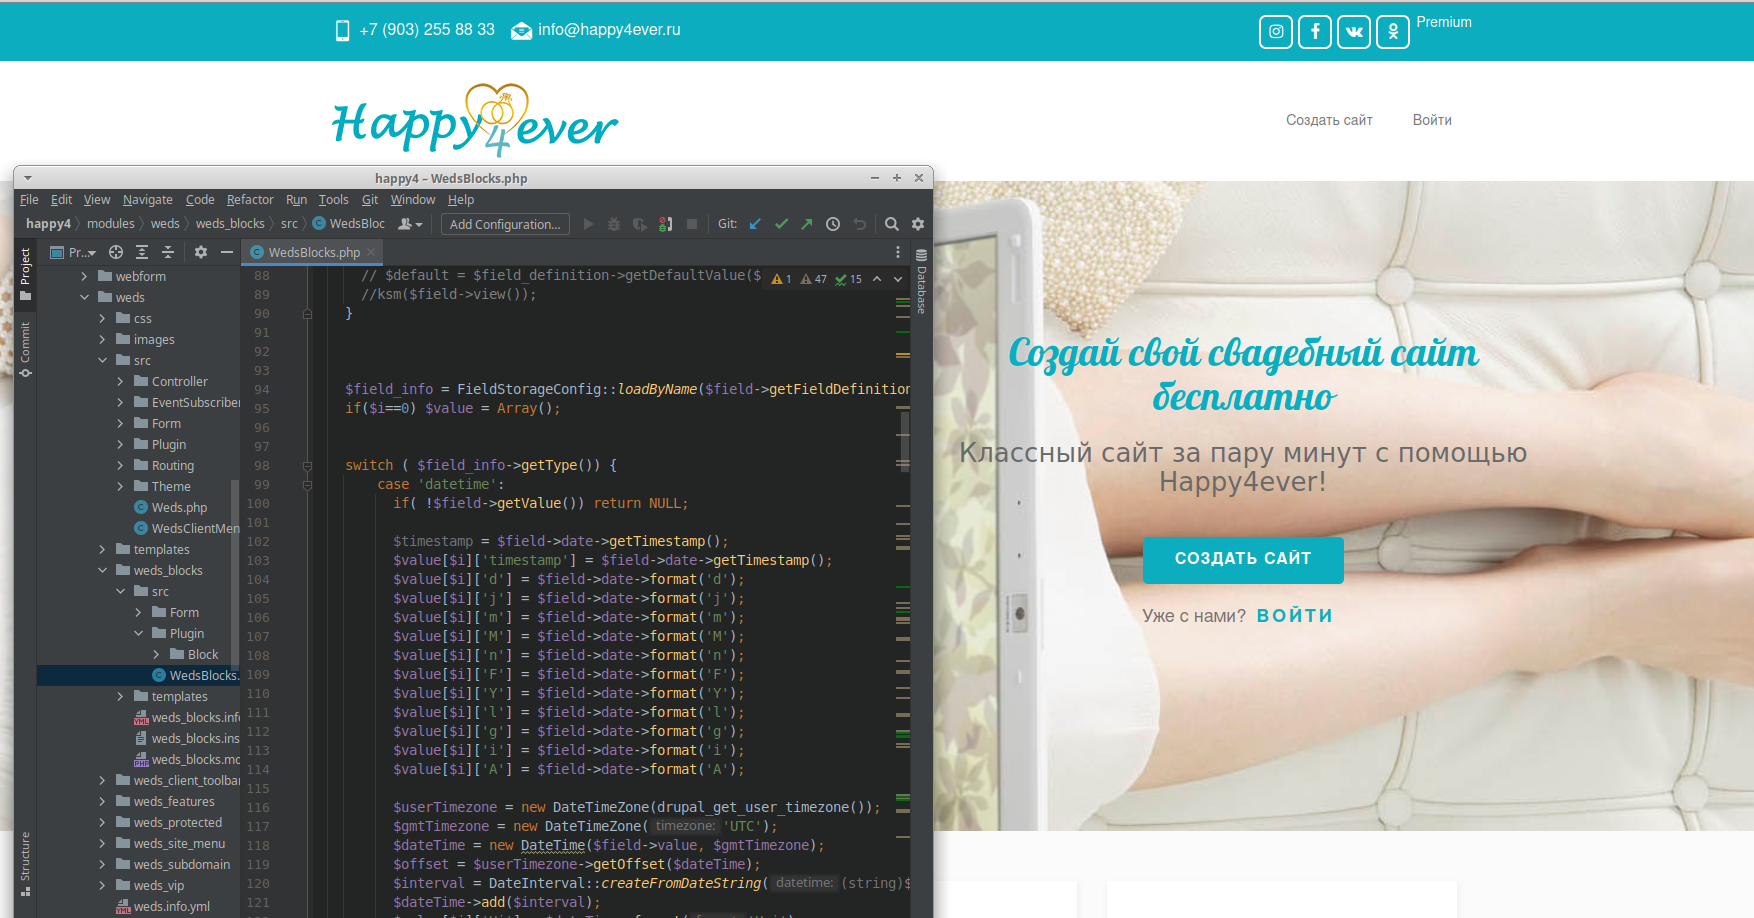 +7 (903) 255 88 33
info@happy4ever.ru
Premium
Happy4ever
Создать сайт
Войти
happy4 – WedsBlocks.php
File Edit View Navigate Code Refactor Run Tools Git Window Help
happy4 modules weds weds_blocks src WedsBloc
Add Configuration...
Git:
Pr...
WedsBlocks.php
Project
Commit
Structure
Database
webform
weds
css
images
src
Controller
EventSubscriber
Form
Plugin
Routing
Theme
Weds.php
WedsClientMen
templates
weds_blocks
src
Form
Plugin
Block
WedsBlocks.
templates
weds_blocks.info
weds_blocks.ins
weds_blocks.mo
weds_client_toolbar
weds_features
weds_protected
weds_site_menu
weds_subdomain
weds_vip
weds.info.yml
1 47 15
88 // $default = $field_definition->getDefaultValue($
89 //ksm($field->view());
90 }
91
92
93
94 $field_info = FieldStorageConfig::loadByName($field->getFieldDefinition
95 if($i==0) $value = Array();
96
97
98 switch ( $field_info->getType()) {
99 case 'datetime':
100 if( !$field->getValue()) return NULL;
101
102 $timestamp = $field->date->getTimestamp();
103 $value[$i]['timestamp'] = $field->date->getTimestamp();
104 $value[$i]['d'] = $field->date->format('d');
105 $value[$i]['j'] = $field->date->format('j');
106 $value[$i]['m'] = $field->date->format('m');
107 $value[$i]['M'] = $field->date->format('M');
108 $value[$i]['n'] = $field->date->format('n');
109 $value[$i]['F'] = $field->date->format('F');
110 $value[$i]['Y'] = $field->date->format('Y');
111 $value[$i]['l'] = $field->date->format('l');
112 $value[$i]['g'] = $field->date->format('g');
113 $value[$i]['i'] = $field->date->format('i');
114 $value[$i]['A'] = $field->date->format('A');
115
116 $userTimezone = new DateTimeZone(drupal_get_user_timezone());
117 $gmtTimezone = new DateTimeZone( timezone: 'UTC');
118 $dateTime = new DateTime($field->value, $gmtTimezone);
119 $offset = $userTimezone->getOffset($dateTime);
120 $interval = DateInterval::createFromDateString( datetime: (string)$
121 $dateTime->add($interval);
Создай свой свадебный сайт
бесплатно
Классный сайт за пару минут с помощью
Happy4ever!
СОЗДАТЬ САЙТ
Уже с нами? ВОЙТИ